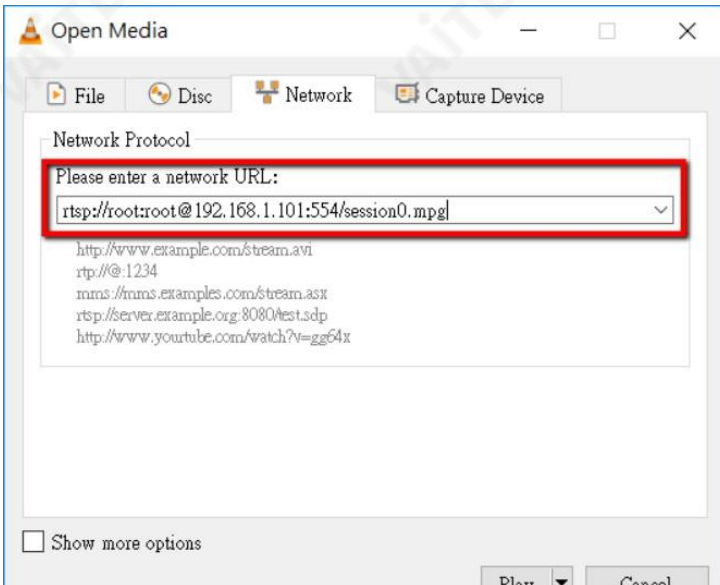 Open Media
File Disc Network Capture Device
Network Protocol
Please enter a network URL:
rtsp://root:root@192.168.1.101:554/session0.mpg
http://www.example.com/stream.avi
rtp://@:1234
mms://mms.examples.com/stream.asx
rtsp://server.example.org:8080/test.sdp
http://www.yourtube.com/watch?v=gg64x
Show more options
Play Cancel